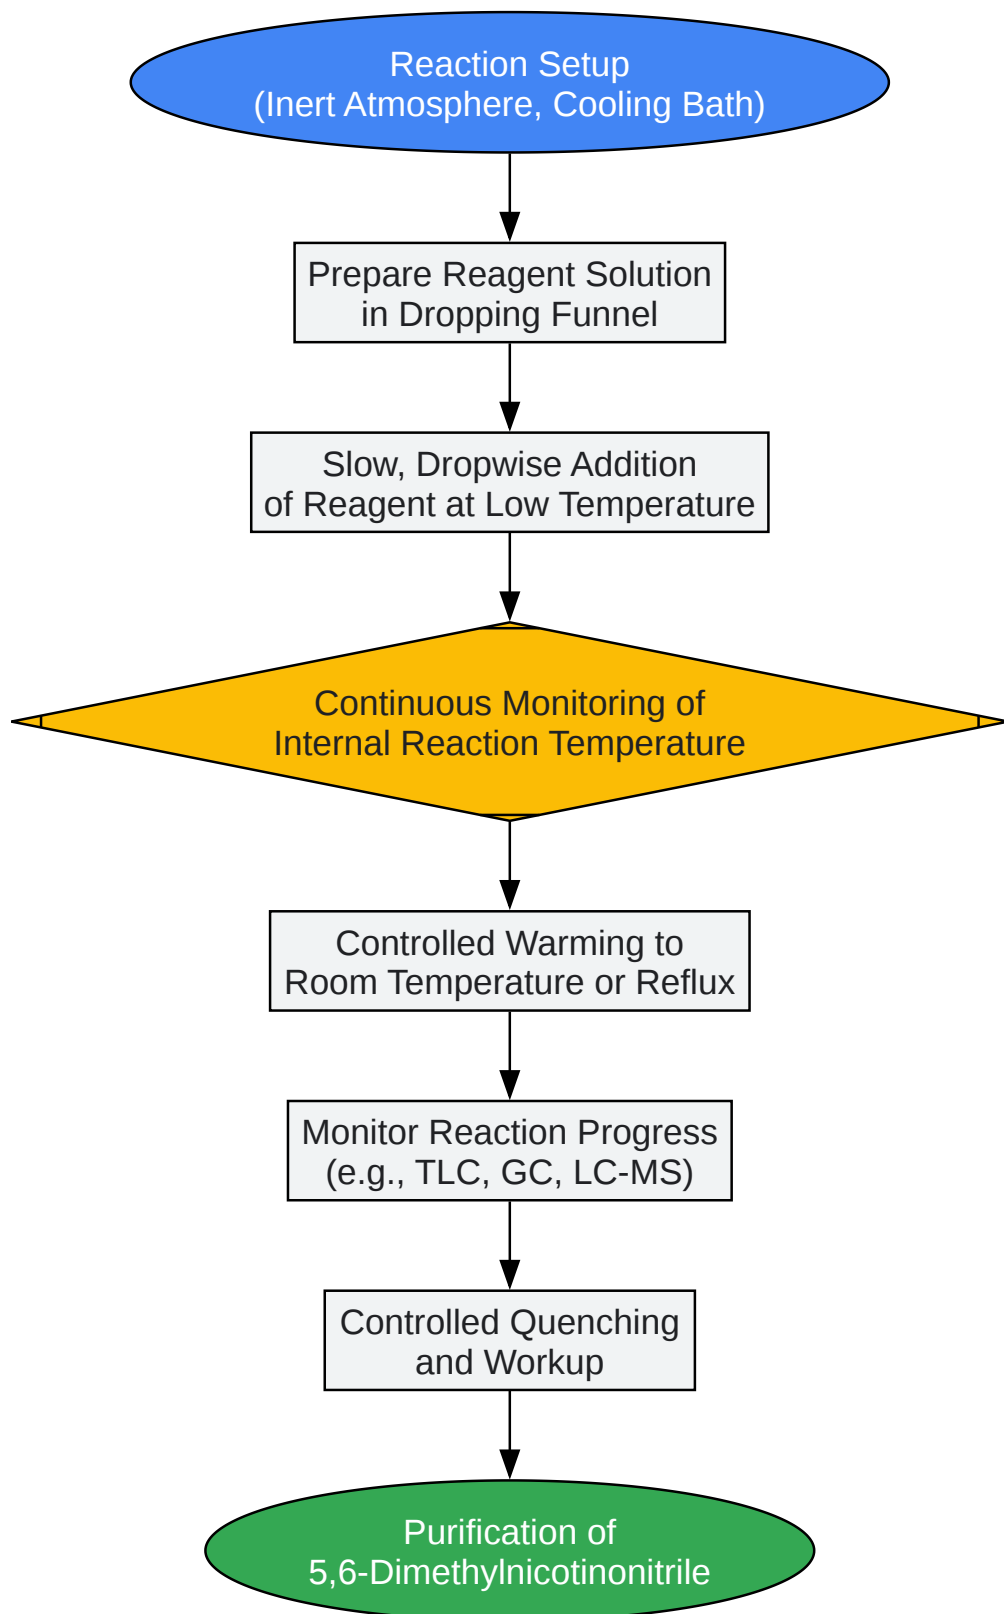 Reaction Setup
(Inert Atmosphere, Cooling Bath)
Prepare Reagent Solution
in Dropping Funnel
Slow, Dropwise Addition
of Reagent at Low Temperature
Continuous Monitoring of
Internal Reaction Temperature
Controlled Warming to
Room Temperature or Reflux
Monitor Reaction Progress
(e.g., TLC, GC, LC-MS)
Controlled Quenching
and Workup
Purification of
5,6-Dimethylnicotinonitrile